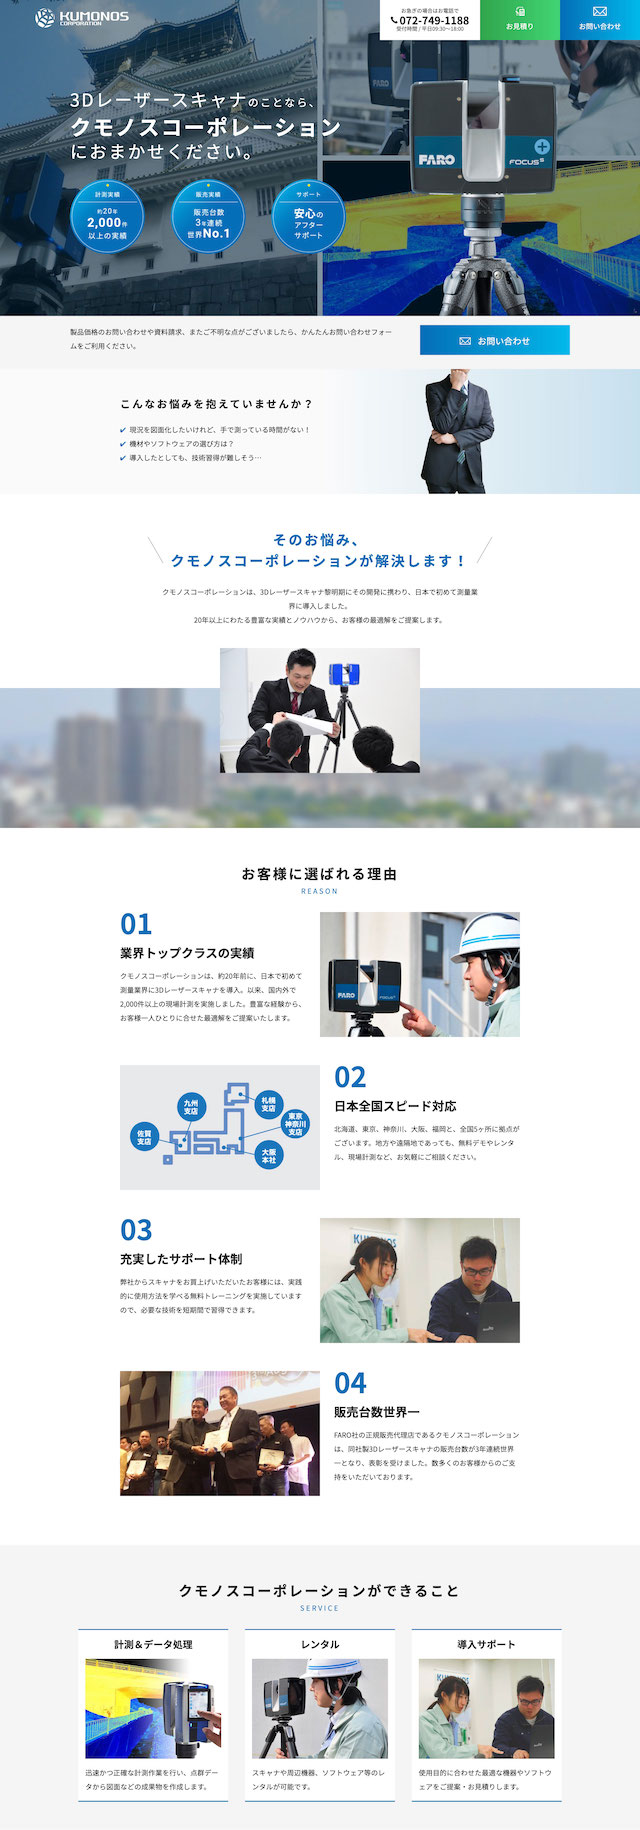 KUMONOS
CORPORATION
お急ぎの場合はお電話で
072-749-1188
受付時間 / 平日09:30〜18:00
お見積り
お問い合わせ
3Dレーザースキャナのことなら、
クモノスコーポレーション
におまかせください。
計測実績
約20年
2,000件
以上の実績
販売実績
販売台数
3年連続
世界No.1
サポート
安心の
アフター
サポート
FARO
FOCUS S
製品価格のお問い合わせや資料請求、またご不明な点がございましたら、かんたんお問い合わせフォー
ムをご利用ください。
お問い合わせ
こんなお悩みを抱えていませんか？
現況を図面化したいけれど、手で測っている時間がない！
機材やソフトウェアの選び方は？
導入したとしても、技術習得が難しそう…
そのお悩み、
クモノスコーポレーションが解決します！
クモノスコーポレーションは、3Dレーザースキャナ黎明期にその開発に携わり、日本で初めて測量業
界に導入しました。
20年以上にわたる豊富な実績とノウハウから、お客様の最適解をご提案します。
お客様に選ばれる理由
REASON
01
業界トップクラスの実績
クモノスコーポレーションは、約20年前に、日本で初めて
測量業界に3Dレーザースキャナを導入。以来、国内外で
2,000件以上の現場計測を実施しました。豊富な経験から、
お客様一人ひとりに合せた最適解をご提案いたします。
FARO
FOCUS S
札幌
支店
九州
支店
東京
神奈川
支店
佐賀
支店
大阪
本社
02
日本全国スピード対応
北海道、東京、神奈川、大阪、福岡と、全国5ヶ所に拠点が
ございます。地方や遠隔地であっても、無料デモやレンタ
ル、現場計測など、お気軽にご相談ください。
03
充実したサポート体制
弊社からスキャナをお買上げいただいたお客様には、実践
的に使用方法を学べる無料トレーニングを実施しています
ので、必要な技術を短期間で習得できます。
KUMONOS
04
販売台数世界一
FARO社の正規販売代理店であるクモノスコーポレーション
は、同社製3Dレーザースキャナの販売台数が3年連続世界
一となり、表彰を受けました。数多くのお客様からのご支
持をいただいております。
クモノスコーポレーションができること
SERVICE
計測＆データ処理
迅速かつ正確な計測作業を行い、点群デー
タから図面などの成果物を作成します。
レンタル
スキャナや周辺機器、ソフトウェア等のレ
ンタルが可能です。
導入サポート
使用目的に合わせた最適な機器やソフトウ
ェアをご提案・お見積りします。